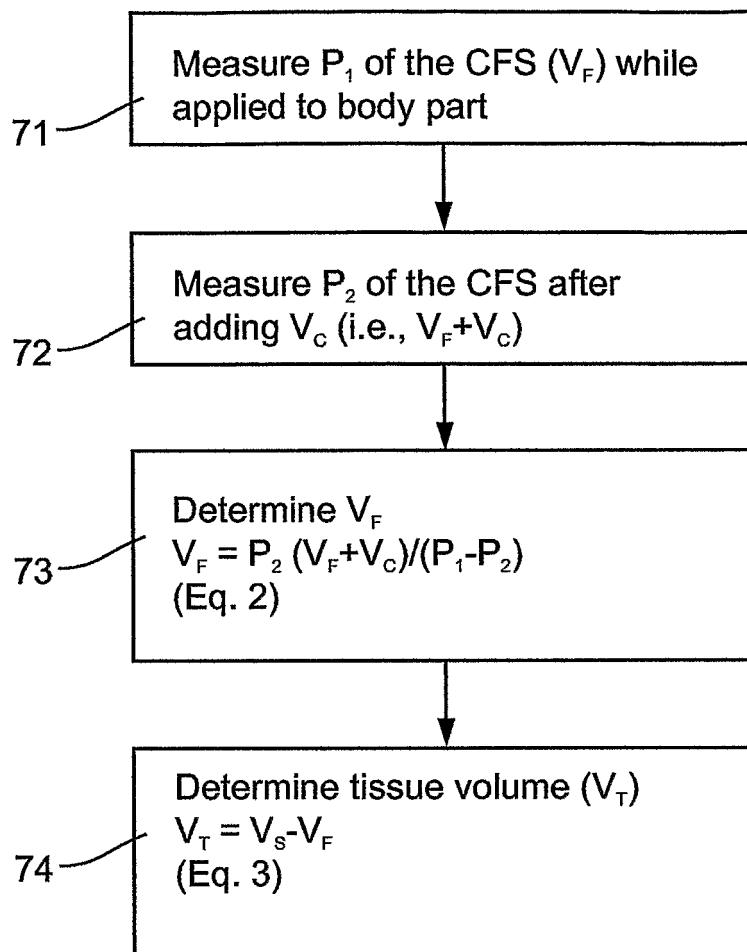 Measure P₁ of the CFS (V_F) while
applied to body part
71
Measure P₂ of the CFS after
adding V_C (i.e., V_F+V_C)
72
Determine V_F
V_F = P₂ (V_F+V_C)/(P₁-P₂)
(Eq. 2)
73
Determine tissue volume (V_T)
V_T = V_S-V_F
(Eq. 3)
74